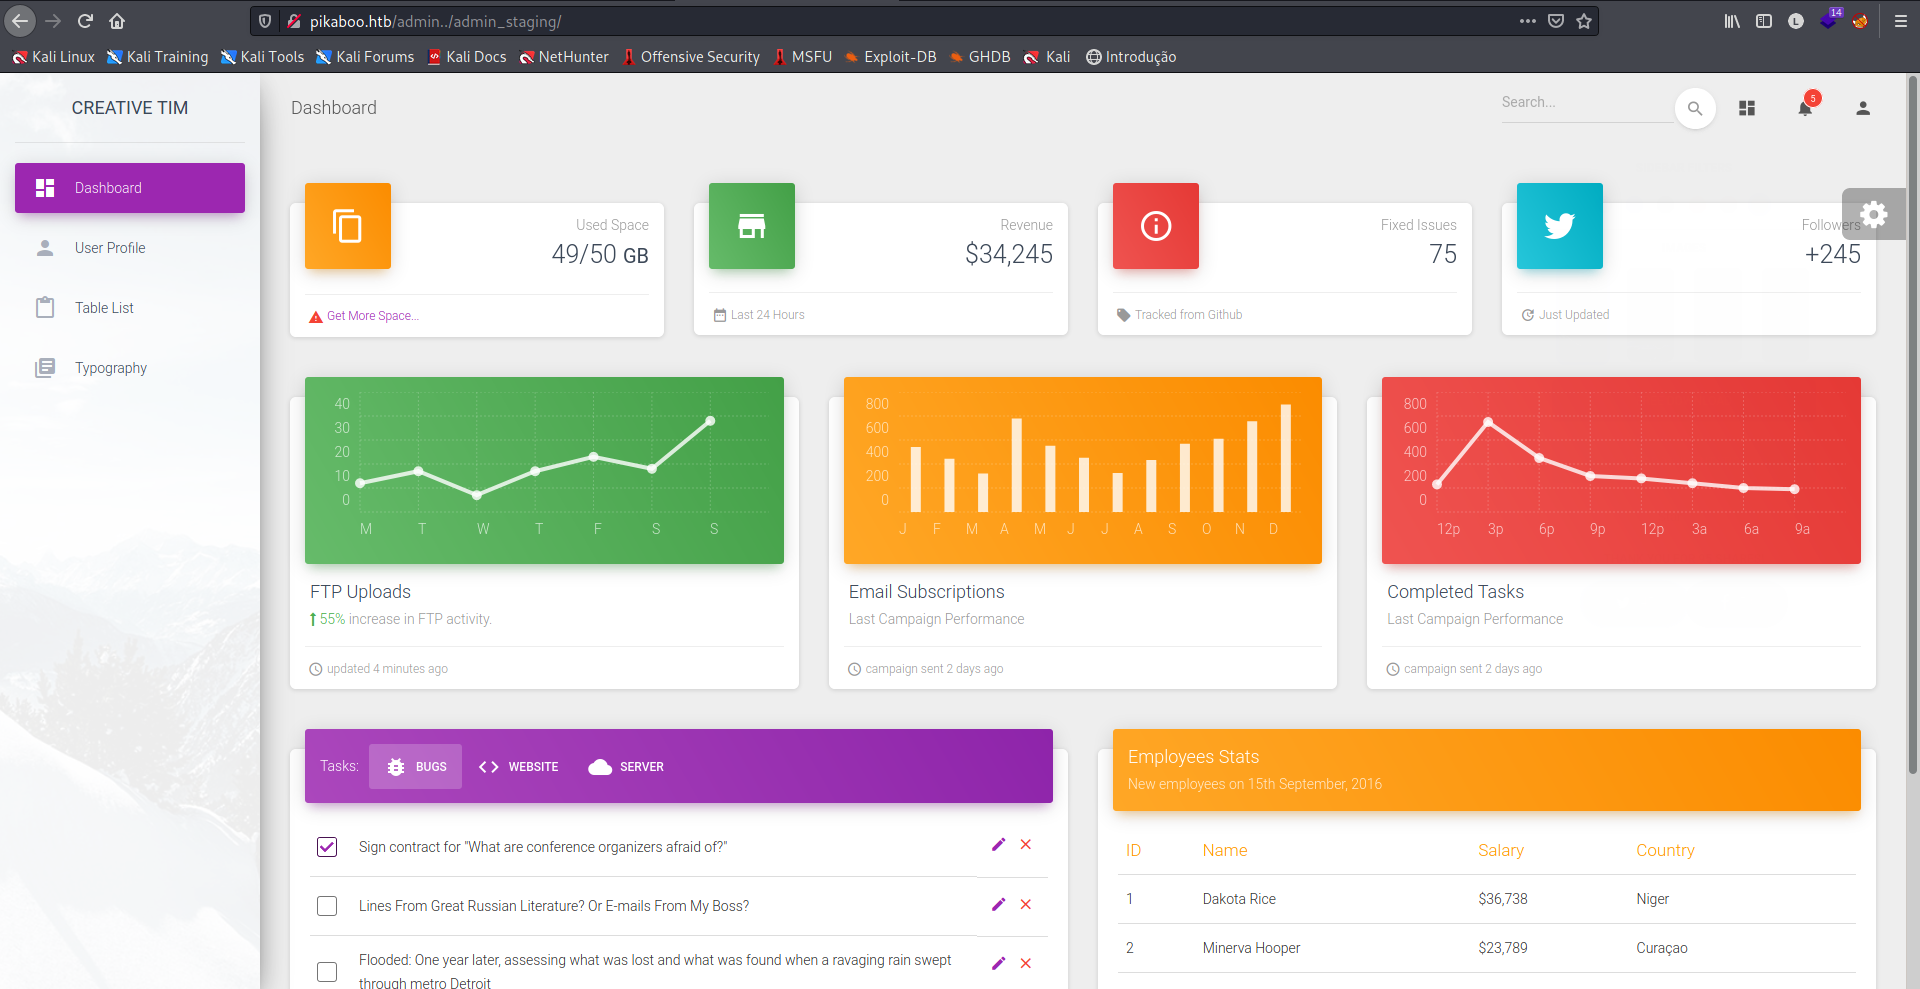 pikaboo.htb/admin../admin_staging/
14
Kali Linux
Kali Training
Kali Tools
Kali Forums
Kali Docs
NetHunter
Offensive Security
MSFU
Exploit-DB
GHDB
Kali
Introdução
CREATIVE TIM
Dashboard
User Profile
Table List
Typography
Dashboard
Search...
5
Used Space
49/50 GB
Get More Space...
Revenue
$34,245
Last 24 Hours
Fixed Issues
75
Tracked from Github
Followers
+245
Just Updated
40
30
20
10
0
M T W T F S S
FTP Uploads
55% increase in FTP activity.
updated 4 minutes ago
800
600
400
200
0
J F M A M J J A S O N D
Email Subscriptions
Last Campaign Performance
campaign sent 2 days ago
800
600
400
200
0
12p 3p 6p 9p 12p 3a 6a 9a
Completed Tasks
Last Campaign Performance
campaign sent 2 days ago
Tasks: BUGS WEBSITE SERVER
Sign contract for "What are conference organizers afraid of?"
Lines From Great Russian Literature? Or E-mails From My Boss?
Flooded: One year later, assessing what was lost and what was found when a ravaging rain swept
through metro Detroit
Employees Stats
New employees on 15th September, 2016
ID Name Salary Country
1 Dakota Rice $36,738 Niger
2 Minerva Hooper $23,789 Curaçao